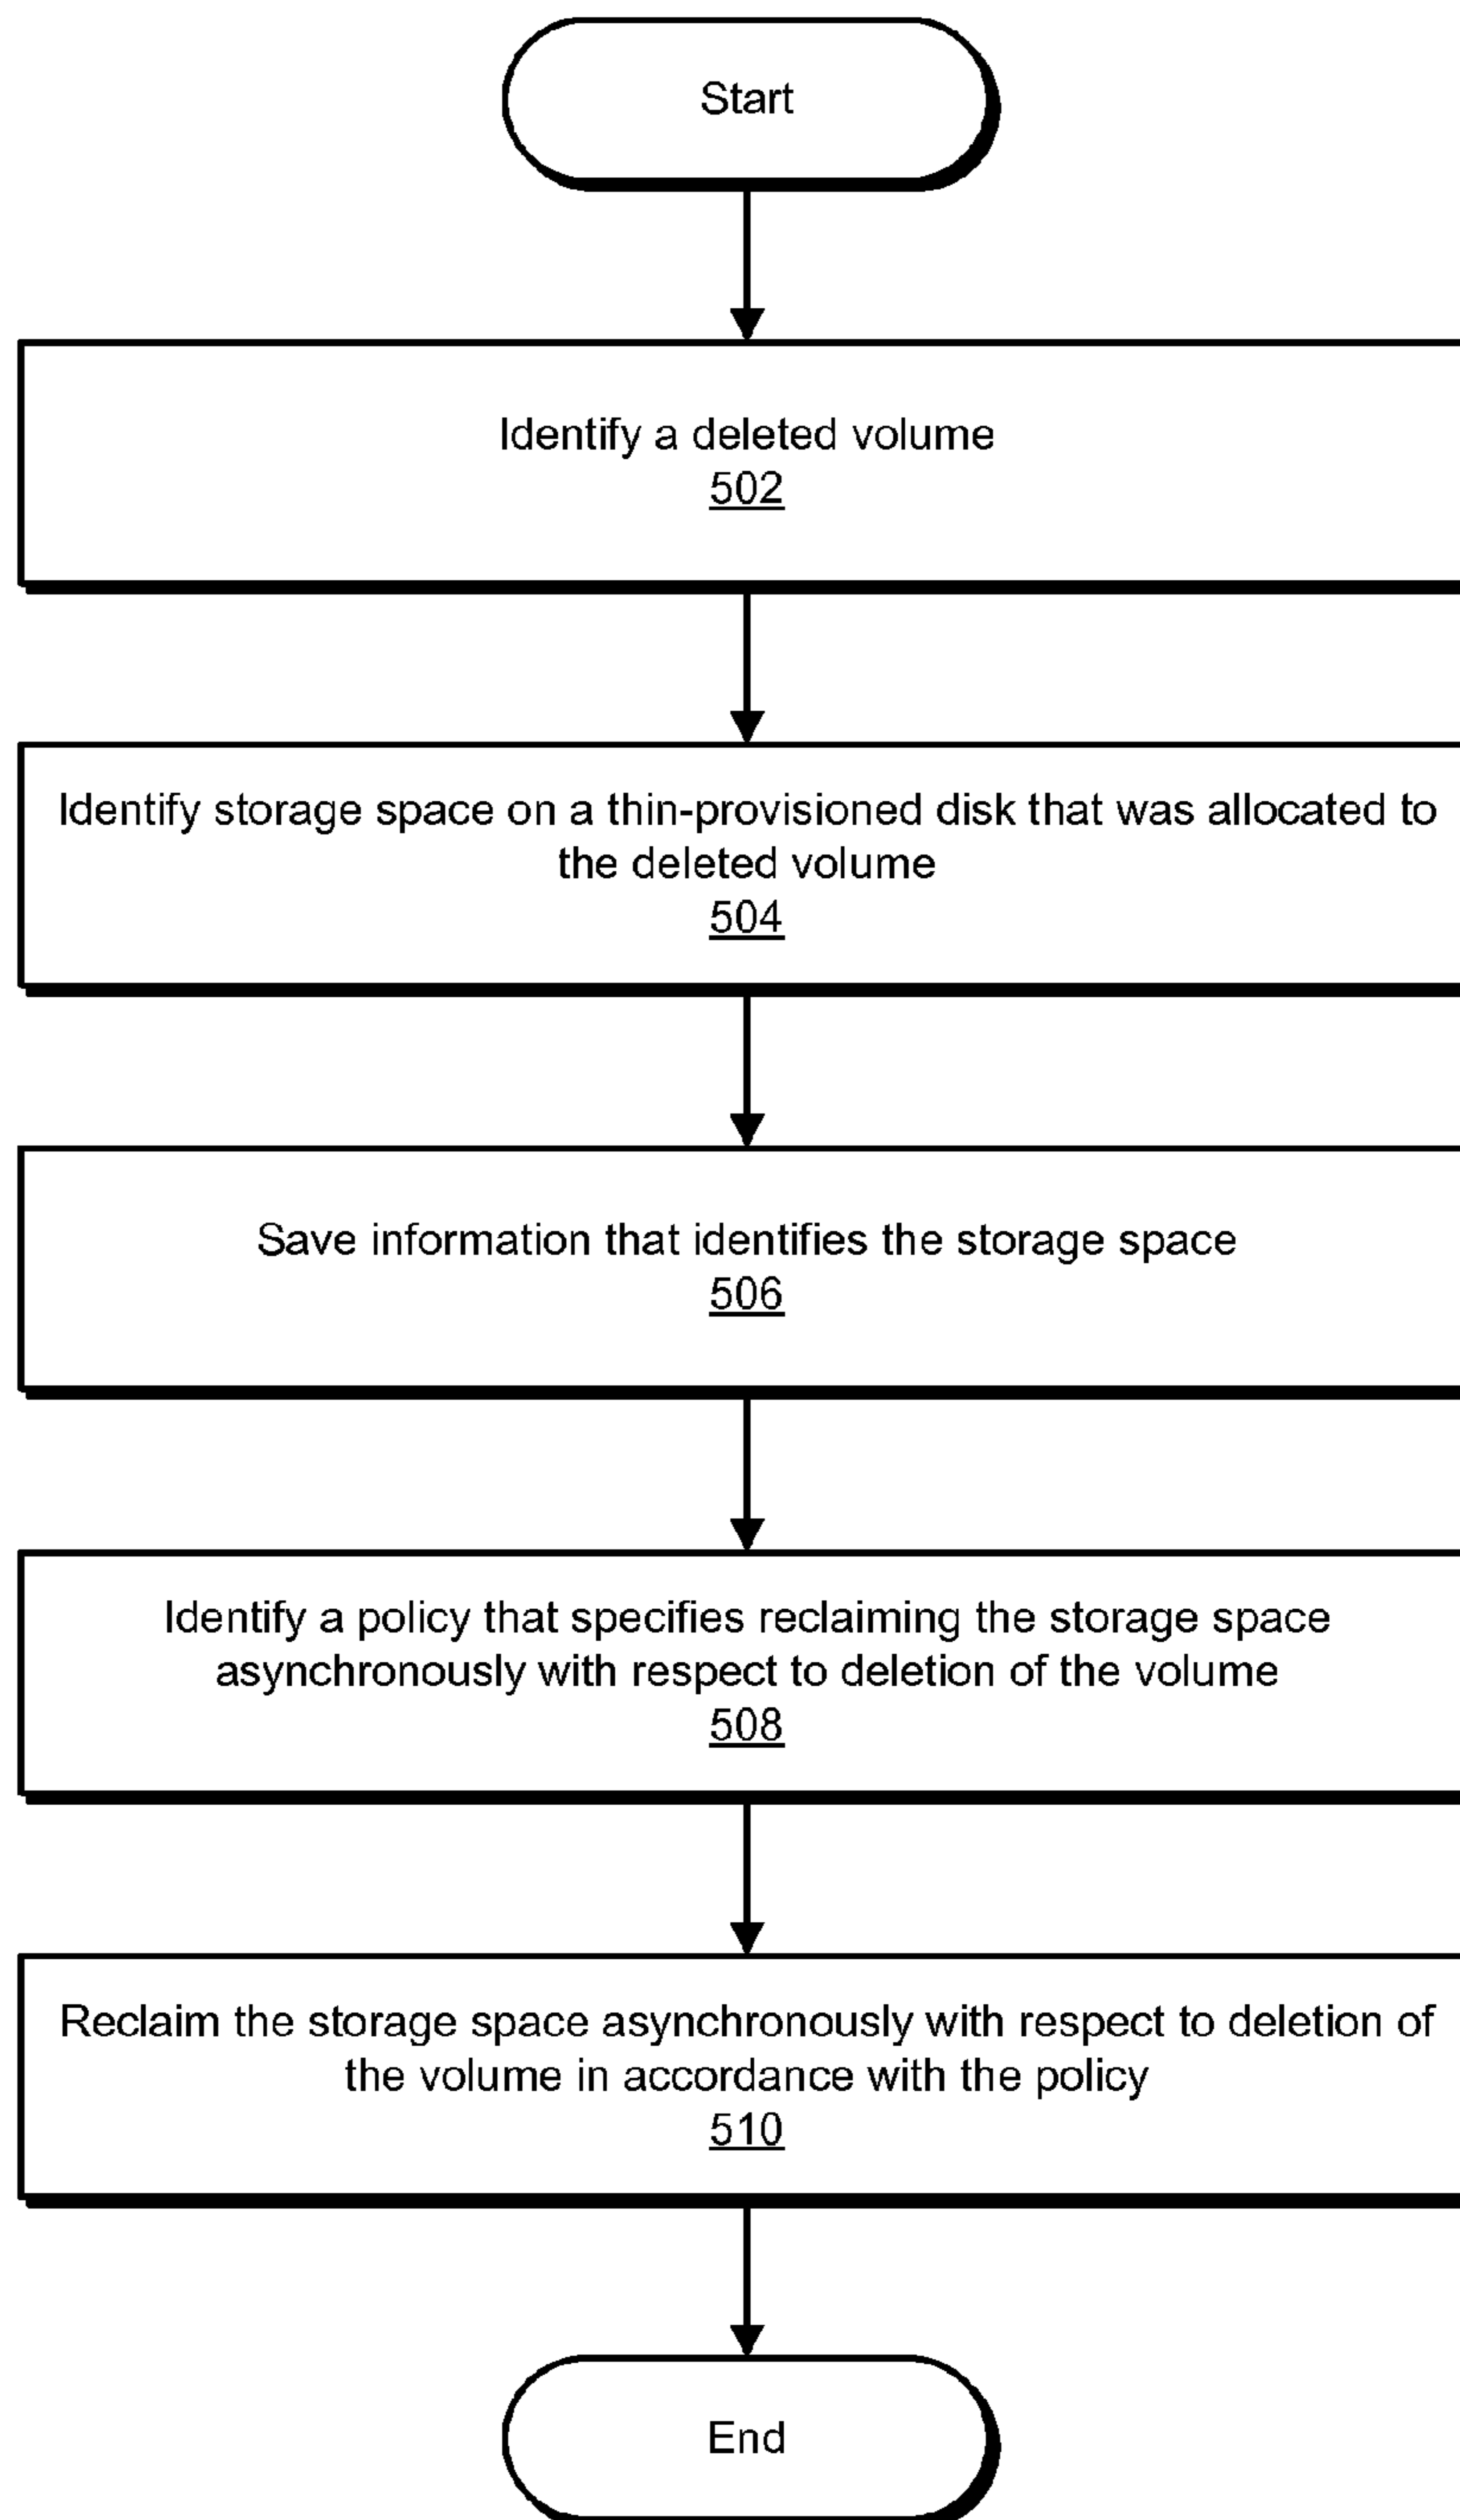 Start
Identify a deleted volume
502
Identify storage space on a thin-provisioned disk that was allocated to
the deleted volume
504
Save information that identifies the storage space
506
Identify a policy that specifies reclaiming the storage space
asynchronously with respect to deletion of the volume
508
Reclaim the storage space asynchronously with respect to deletion of
the volume in accordance with the policy
510
End